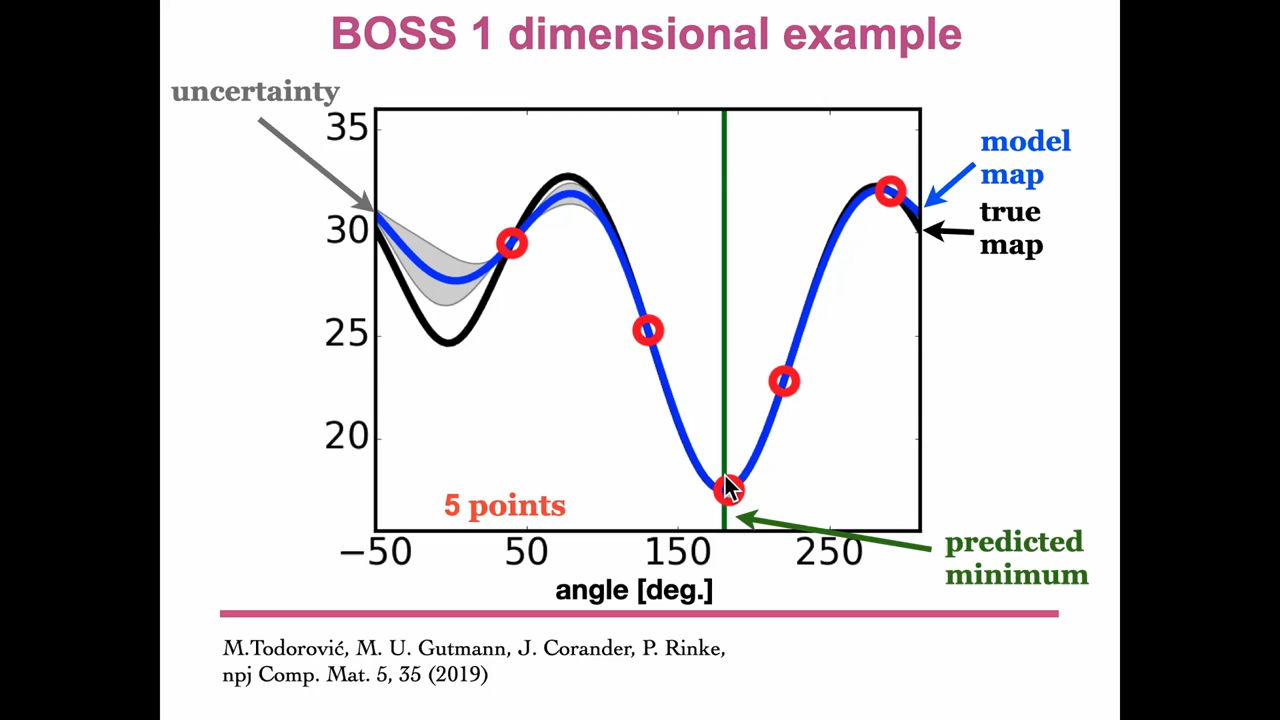 BOSS 1 dimensional example
uncertainty
35
30
25
20
model
map
true
map
5 points
−50
50
150
250
predicted
minimum
angle [deg.]
M.Todorović, M. U. Gutmann, J. Corander, P. Rinke,
npj Comp. Mat. 5, 35 (2019)